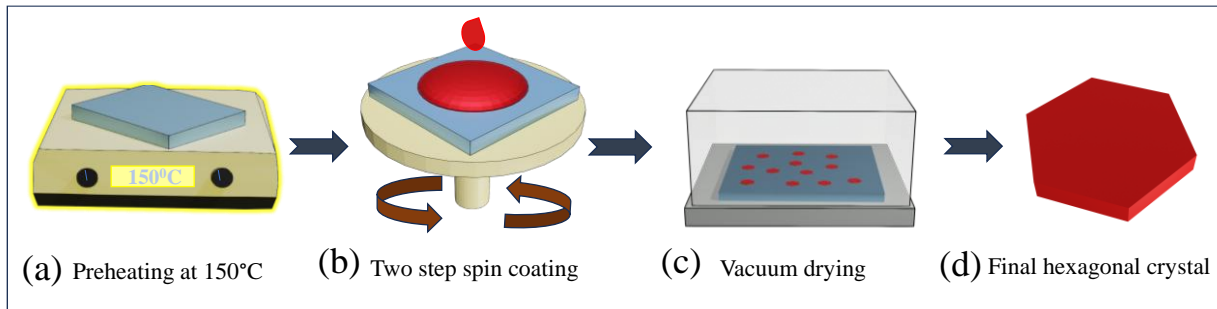 150⁰C
(a) Preheating at 150°C
(b) Two step spin coating
(c) Vacuum drying
(d) Final hexagonal crystal